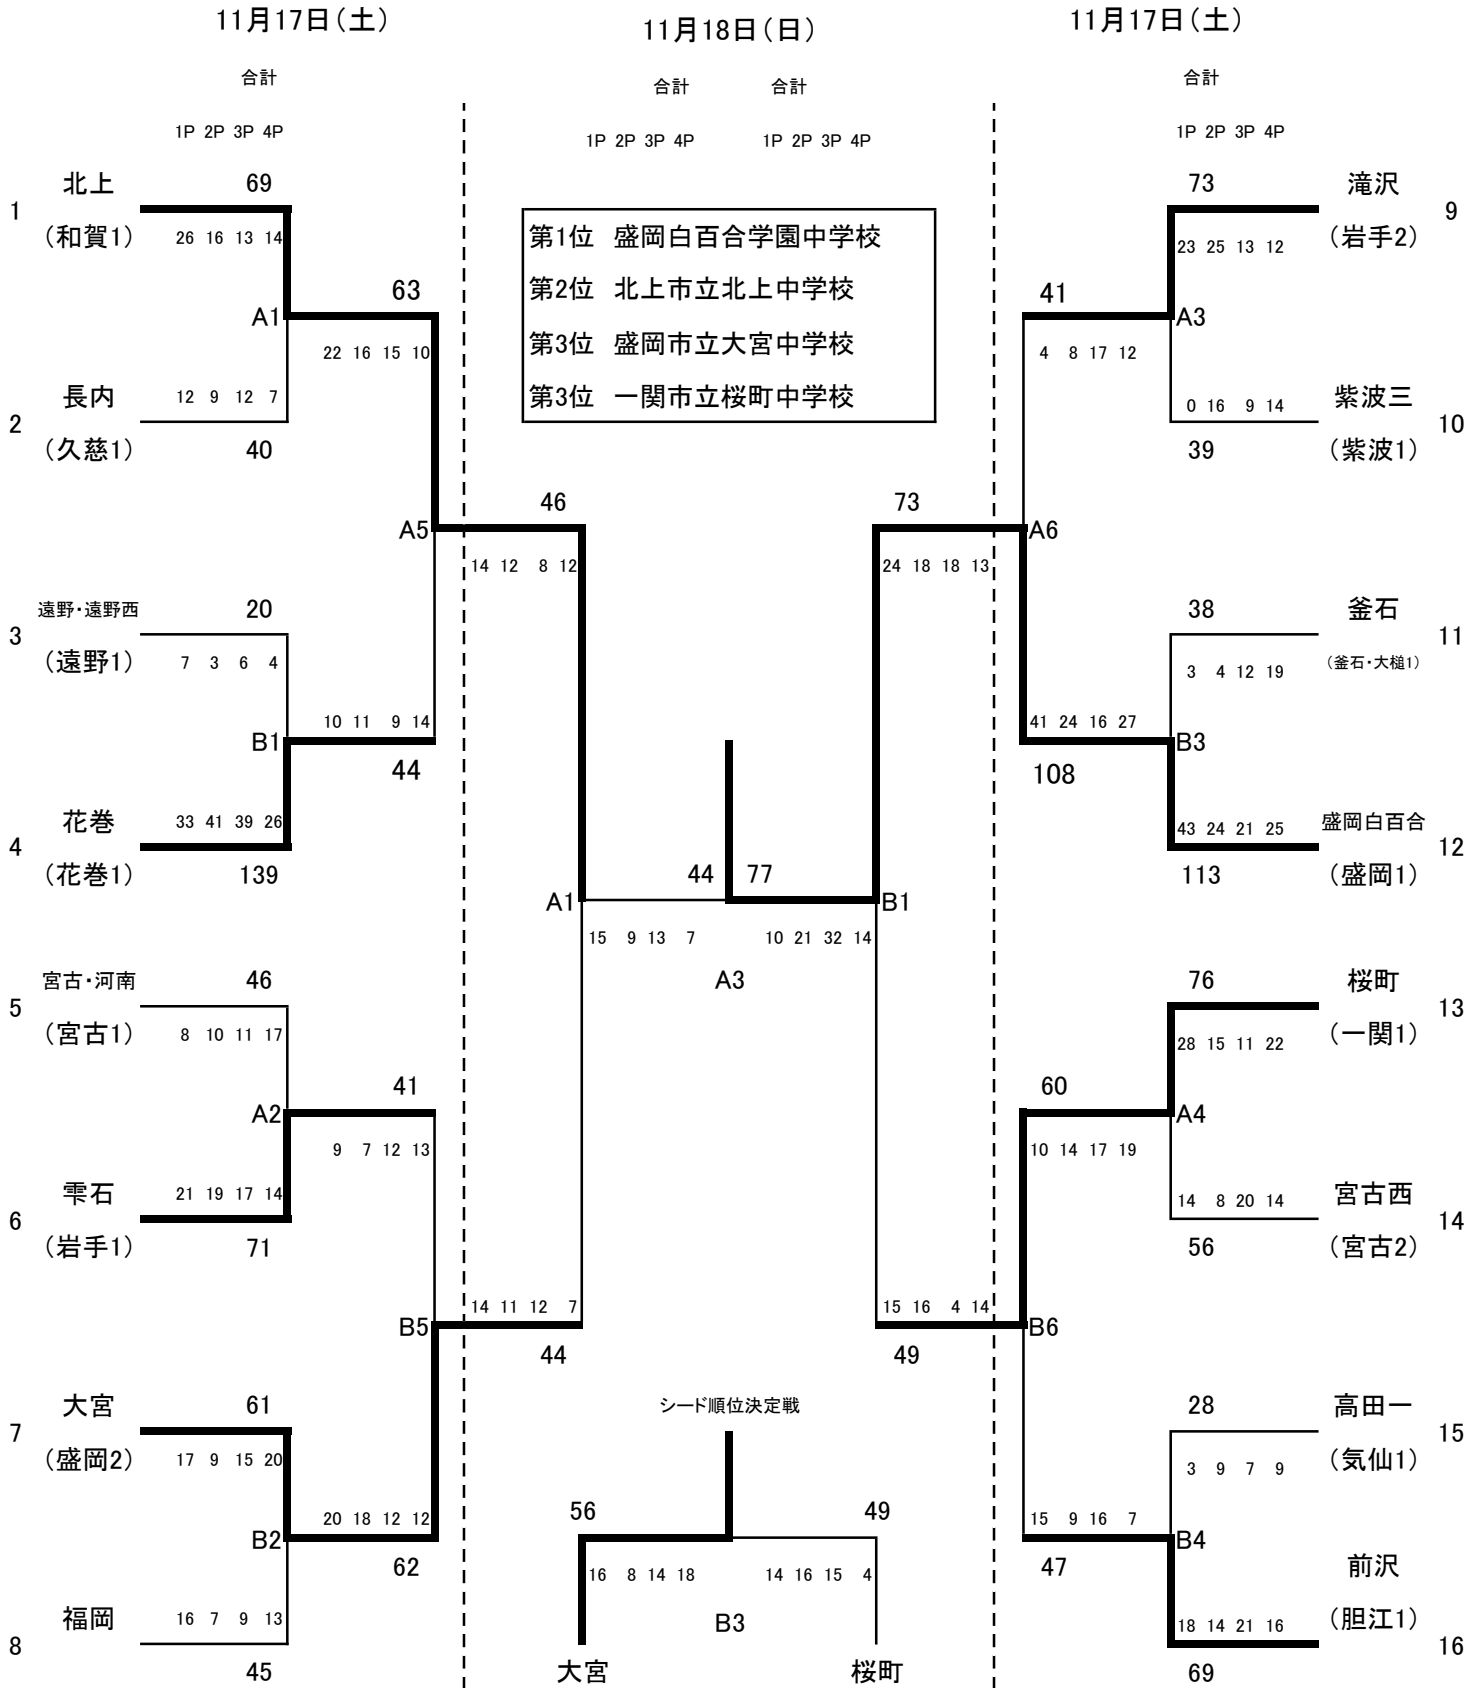 11月17日（土）
11月18日（日）
11月17日（土）
合計
合計 合計
合計
1P 2P 3P 4P
1P 2P 3P 4P 1P 2P 3P 4P
1P 2P 3P 4P
1 北上 69
（和賀1） 26 16 13 14
A1
63
22 16 15 10
長内 12 9 12 7
2
（久慈1） 40
A5
遠野・遠野西 20
3
（遠野1） 7 3 6 4
B1
10 11 9 14
44
花巻 33 41 39 26
4
（花巻1） 139
宮古・河南 46
5
（宮古1） 8 10 11 17
A2
41
9 7 12 13
雫石 21 19 17 14
6
（岩手1） 71
B5
大宮 61
7
（盛岡2） 17 9 15 20
B2
20 18 12 12
62
福岡 16 7 9 13
8
45
第1位 盛岡白百合学園中学校
第2位 北上市立北上中学校
第3位 盛岡市立大宮中学校
第3位 一関市立桜町中学校
46
14 12 8 12
73
24 18 18 13
A1
44 77
B1
15 9 13 7
10 21 32 14
A3
14 11 12 7
44
15 16 4 14
49
シード順位決定戦
56 49
16 8 14 18
14 16 15 4
B3
大宮 桜町
73 滝沢
9
23 25 13 12 （岩手2）
41
A3
4 8 17 12
0 16 9 14 紫波三
10
39 （紫波1）
A6
38 釜石
11
3 4 12 19 （釜石・大槌1）
41 24 16 27
B3
108
43 24 21 25 盛岡白百合
12
113 （盛岡1）
76 桜町
13
28 15 11 22 （一関1）
60
A4
10 14 17 19
14 8 20 14 宮古西
14
56 （宮古2）
B6
28 高田一
15
3 9 7 9 （気仙1）
15 9 16 7
B4
47
前沢
18 14 21 16 （胆江1）
16
69